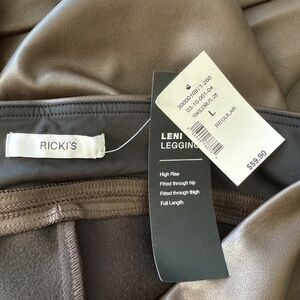 RICKI'S
LENI
LEGGING
High Rise
Fitted through hip
Fitted through thigh
Full Length
L
REGULAR
$59.90